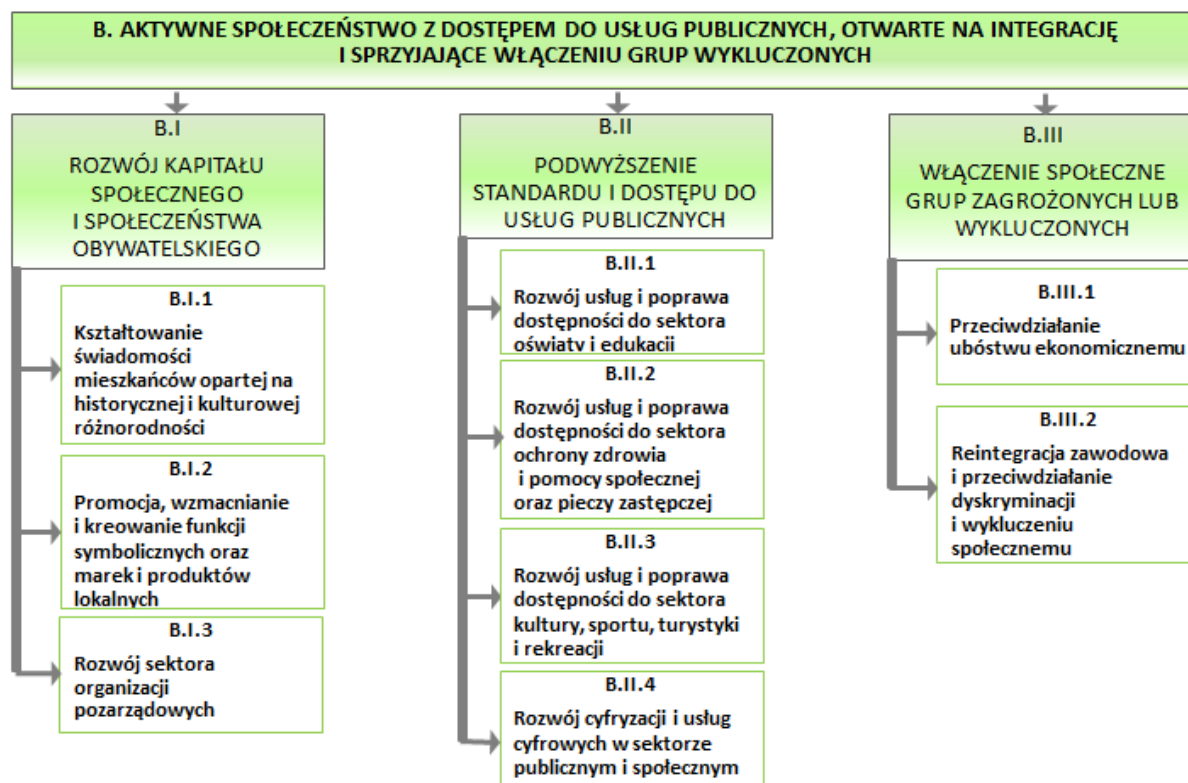 B. AKTYWNE SPOŁECZEŃSTWO Z DOSTĘPEM DO USŁUG PUBLICZNYCH, OTWARTE NA INTEGRACJĘ
I SPRZYJAJĄCE WŁĄCZENIU GRUP WYKLUCZONYCH
B.I
ROZWÓJ KAPITAŁU
SPOŁECZNEGO
I SPOŁECZEŃSTWA
OBYWATELSKIEGO
B.I.1
Kształtowanie
świadomości
mieszkańców opartej na
historycznej i kulturowej
różnorodności
B.I.2
Promocja, wzmacnianie
i kreowanie funkcji
symbolicznych oraz
marek i produktów
lokalnych
B.I.3
Rozwój sektora
organizacji
pozarządowych
B.II
PODWYŻSZENIE
STANDARDU I DOSTĘPU DO
USŁUG PUBLICZNYCH
B.II.1
Rozwój usług i poprawa
dostępności do sektora
oświaty i edukacji
B.II.2
Rozwój usług i poprawa
dostępności do sektora
ochrony zdrowia
i pomocy społecznej
oraz pieczy zastępczej
B.II.3
Rozwój usług i poprawa
dostępności do sektora
kultury, sportu, turystyki
i rekreacji
B.II.4
Rozwój cyfryzacji i usług
cyfrowych w sektorze
publicznym i społecznym
B.III
WŁĄCZENIE SPOŁECZNE
GRUP ZAGROŻONYCH LUB
WYKLUCZONYCH
B.III.1
Przeciwdziałanie
ubóstwu ekonomicznemu
B.III.2
Reintegracja zawodowa
i przeciwdziałanie
dyskryminacji
i wykluczeniu
społecznemu